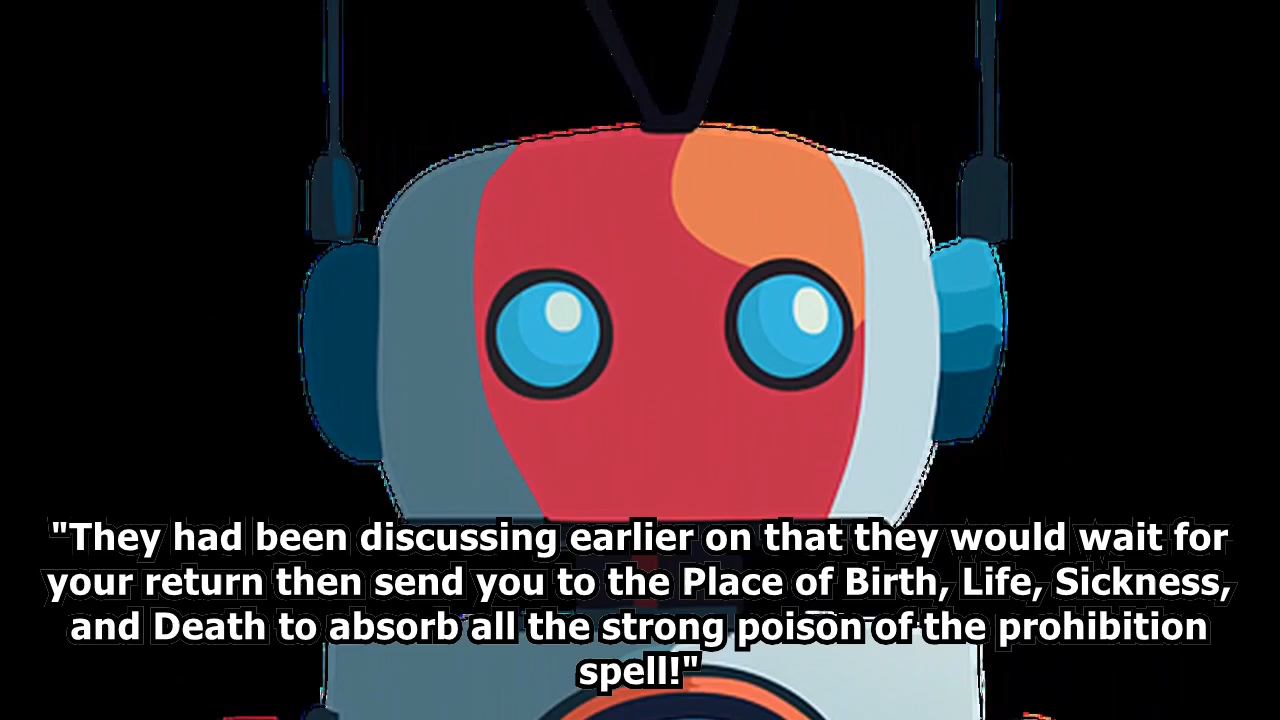 "They had been discussing earlier on that they would wait for
your return then send you to the Place of Birth, Life, Sickness,
and Death to absorb all the strong poison of the prohibition
spell!"